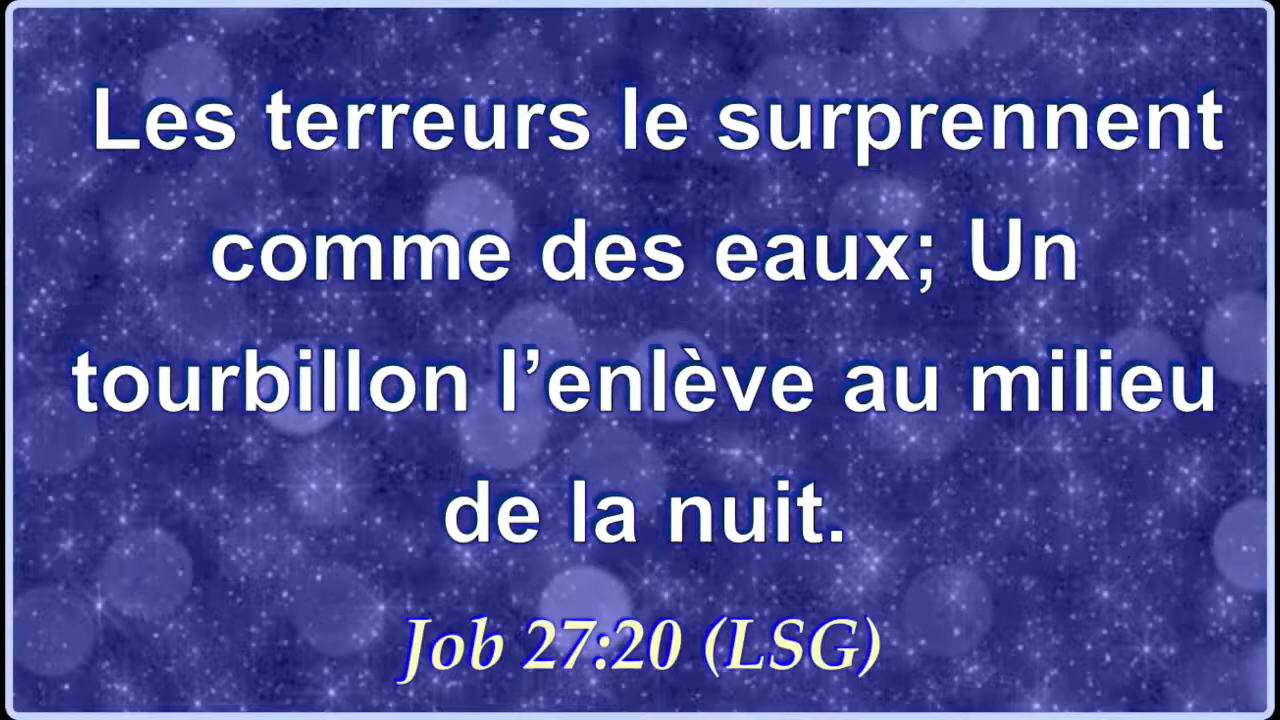 Les terreurs le surprennent
comme des eaux; Un
tourbillon l’enlève au milieu
de la nuit.
Job 27:20 (LSG)